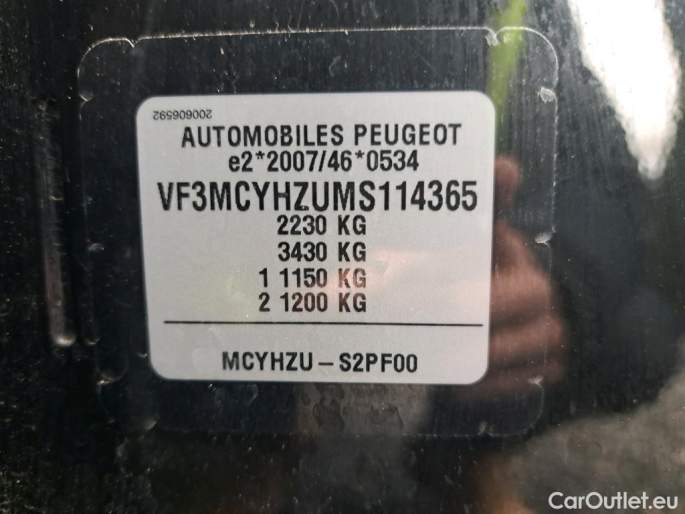 200606592
AUTOMOBILES PEUGEOT
e2*2007/46*0534
VF3MCYHZUMS114365
2230 KG
3430 KG
1 1150 KG
2 1200 KG
MCYHZU – S2PF00
CarOutlet.eu